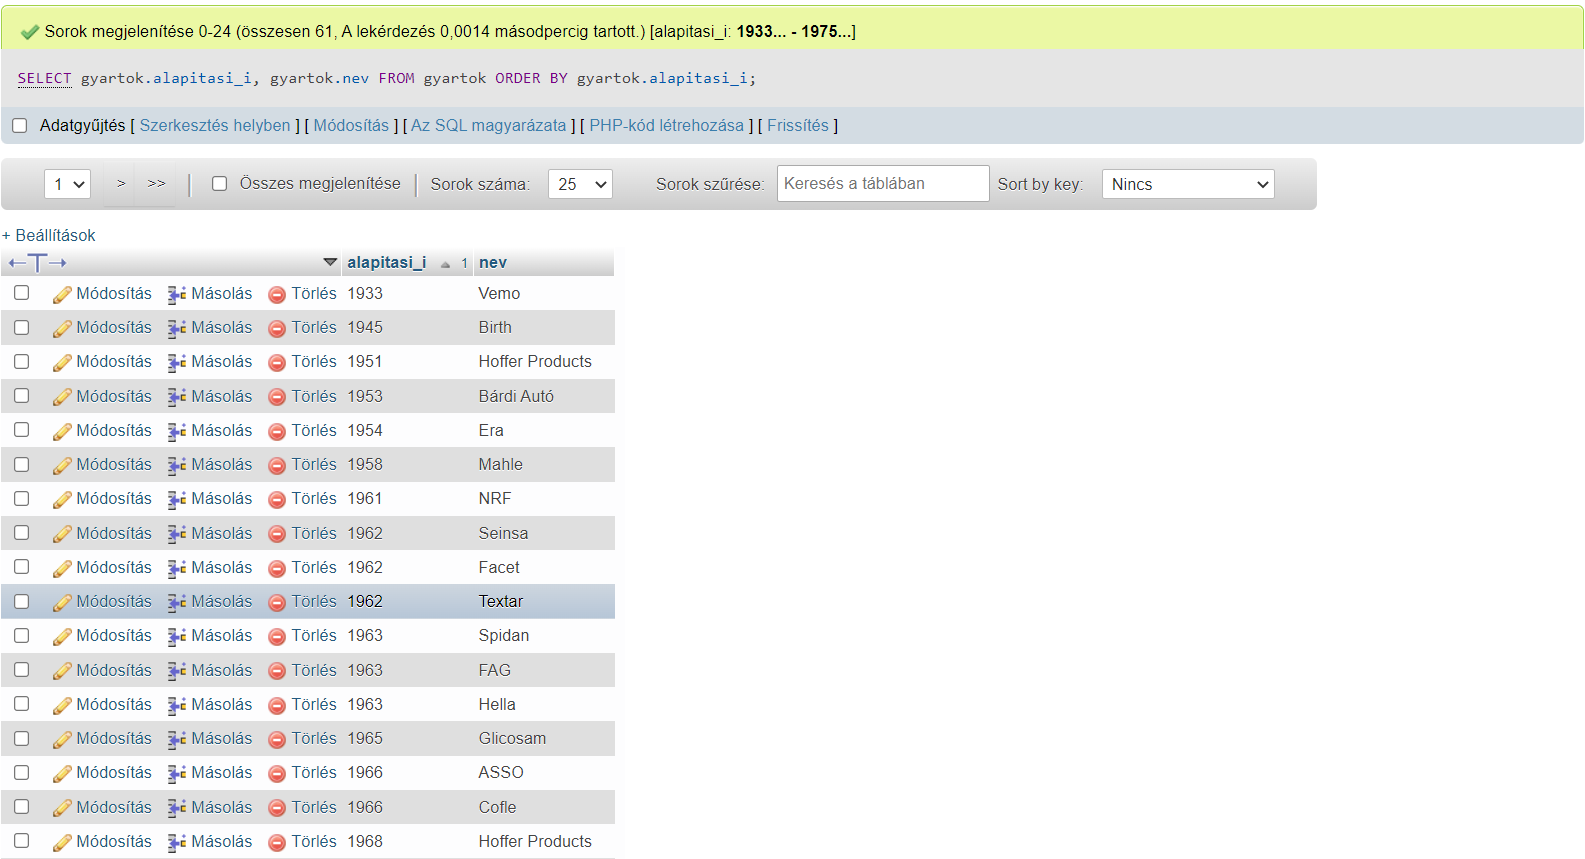 Sorok megjelenítése 0-24 (összesen 61, A lekérdezés 0,0014 másodpercig tartott.) [alapitasi_i: 1933... - 1975...]
SELECT gyartok.alapitasi_i, gyartok.nev FROM gyartok ORDER BY gyartok.alapitasi_i;
Adatgyűjtés [ Szerkesztés helyben ] [ Módosítás ] [ Az SQL magyarázata ] [ PHP-kód létrehozása ] [ Frissítés ]
1 > >> Összes megjelenítése Sorok száma: 25 Sorok szűrése: Keresés a táblában Sort by key: Nincs
+ Beállítások
←T→ alapitasi_i 1 nev
Módosítás Másolás Törlés 1933 Vemo
Módosítás Másolás Törlés 1945 Birth
Módosítás Másolás Törlés 1951 Hoffer Products
Módosítás Másolás Törlés 1953 Bárdi Autó
Módosítás Másolás Törlés 1954 Era
Módosítás Másolás Törlés 1958 Mahle
Módosítás Másolás Törlés 1961 NRF
Módosítás Másolás Törlés 1962 Seinsa
Módosítás Másolás Törlés 1962 Facet
Módosítás Másolás Törlés 1962 Textar
Módosítás Másolás Törlés 1963 Spidan
Módosítás Másolás Törlés 1963 FAG
Módosítás Másolás Törlés 1963 Hella
Módosítás Másolás Törlés 1965 Glicosam
Módosítás Másolás Törlés 1966 ASSO
Módosítás Másolás Törlés 1966 Cofle
Módosítás Másolás Törlés 1968 Hoffer Products